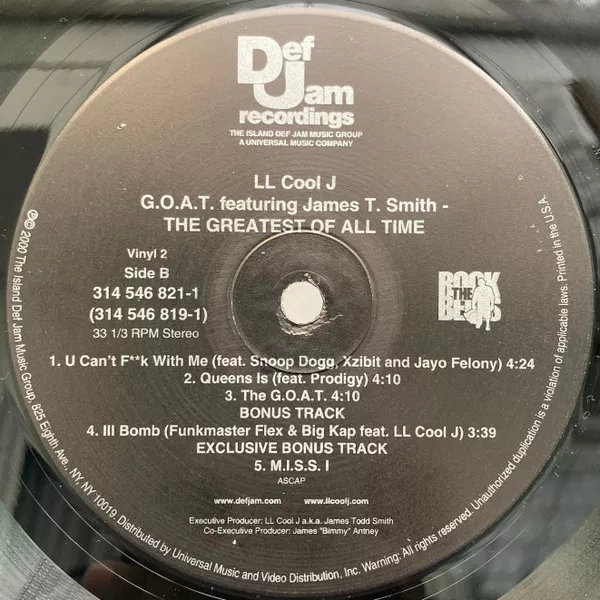 Def
Jam
recordings
THE ISLAND DEF JAM MUSIC GROUP
A UNIVERSAL MUSIC COMPANY
LL Cool J
G.O.A.T. featuring James T. Smith -
THE GREATEST OF ALL TIME
Vinyl 2
Side B
314 546 821-1
(314 546 819-1)
33 1/3 RPM Stereo
ROCK
THE
BELLS
1. U Can't F**k With Me (feat. Snoop Dogg, Xzibit and Jayo Felony) 4:24
2. Queens Is (feat. Prodigy) 4:10
3. The G.O.A.T. 4:10
BONUS TRACK
4. Ill Bomb (Funkmaster Flex & Big Kap feat. LL Cool J) 3:39
EXCLUSIVE BONUS TRACK
5. M.I.S.S. I
ASCAP
www.defjam.com www.llcoolj.com
Executive Producer: LL Cool J a.k.a. James Todd Smith
Co-Executive Producer: James "Bimmy" Antney
℗© 2000 The Island Def Jam Music Group, 825 Eighth Ave., NY, NY 10019. Distributed by Universal Music and Video Distribution, Inc. Warning: All rights reserved. Unauthorized duplication is a violation of applicable laws. Printed in the U.S.A.